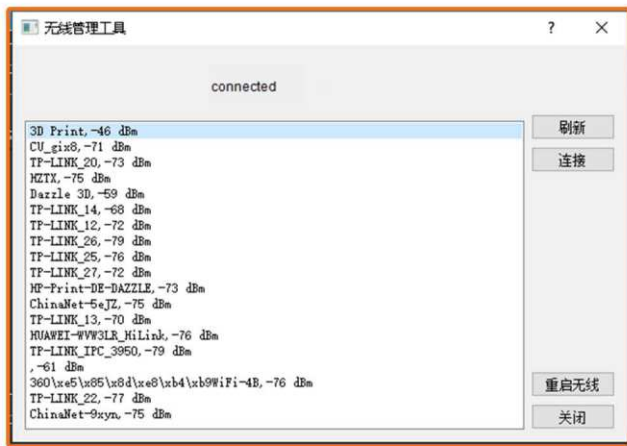 无线管理工具
?
connected
3D Print,-46 dBm
CU_gix8,-71 dBm
TP-LINK_20,-73 dBm
HZTX,-75 dBm
Dazzle 3D,-59 dBm
TP-LINK_14,-68 dBm
TP-LINK_12,-72 dBm
TP-LINK_26,-79 dBm
TP-LINK_25,-76 dBm
TP-LINK_27,-72 dBm
HP-Print-DE-DAZZLE,-73 dBm
ChinaNet-5eJZ,-75 dBm
TP-LINK_13,-70 dBm
HUAWEI-WVW3LR_HiLink,-76 dBm
TP-LINK_IPC_3950,-79 dBm
,-61 dBm
360\xe5\x85\x8d\xe8\xb4\xb9WiFi-4B,-76 dBm
TP-LINK_22,-77 dBm
ChinaNet-9xyn,-75 dBm
刷新
连接
重启无线
关闭